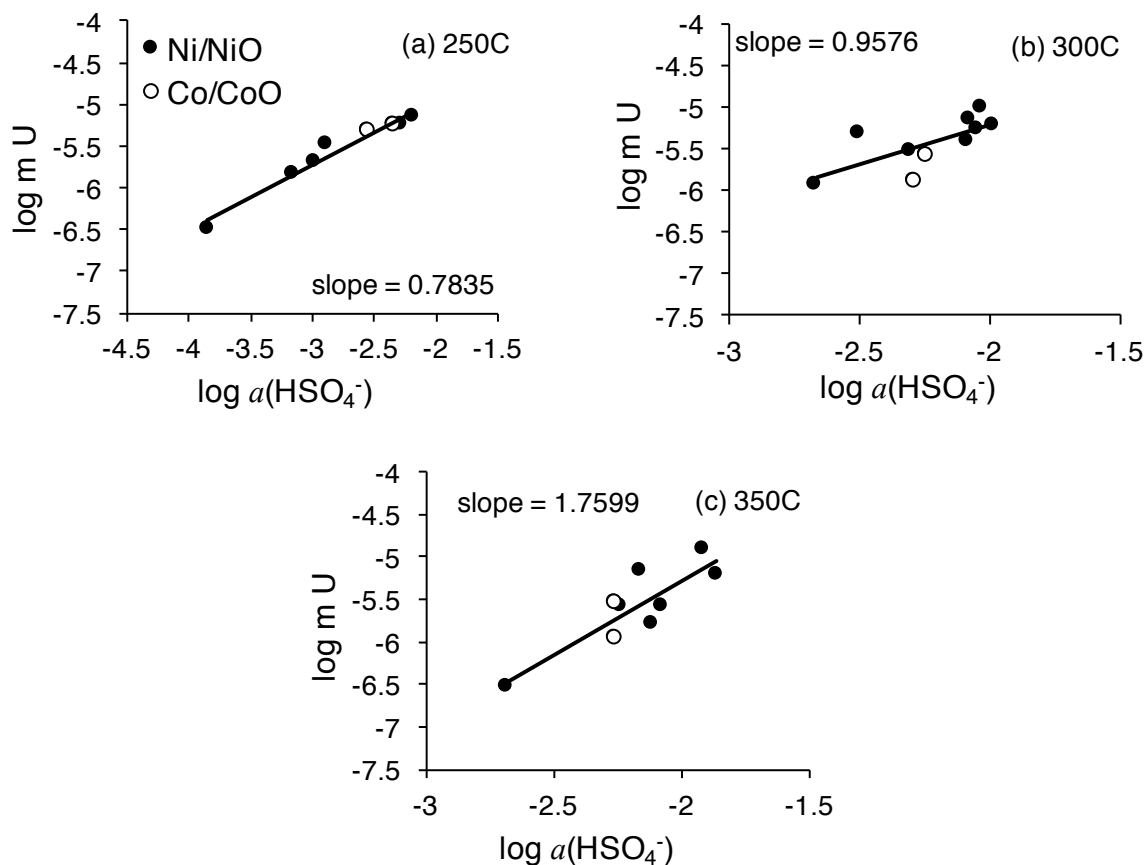 Ni/NiO
Co/CoO
(a) 250C
slope = 0.7835
log m U
-4
-4.5
-5
-5.5
-6
-6.5
-7
-7.5
-4.5 -4 -3.5 -3 -2.5 -2 -1.5
log a(HSO₄⁻)
slope = 0.9576
(b) 300C
log m U
-4
-4.5
-5
-5.5
-6
-6.5
-7
-7.5
-3 -2.5 -2 -1.5
log a(HSO₄⁻)
slope = 1.7599
(c) 350C
log m U
-4
-4.5
-5
-5.5
-6
-6.5
-7
-7.5
-3 -2.5 -2 -1.5
log a(HSO₄⁻)